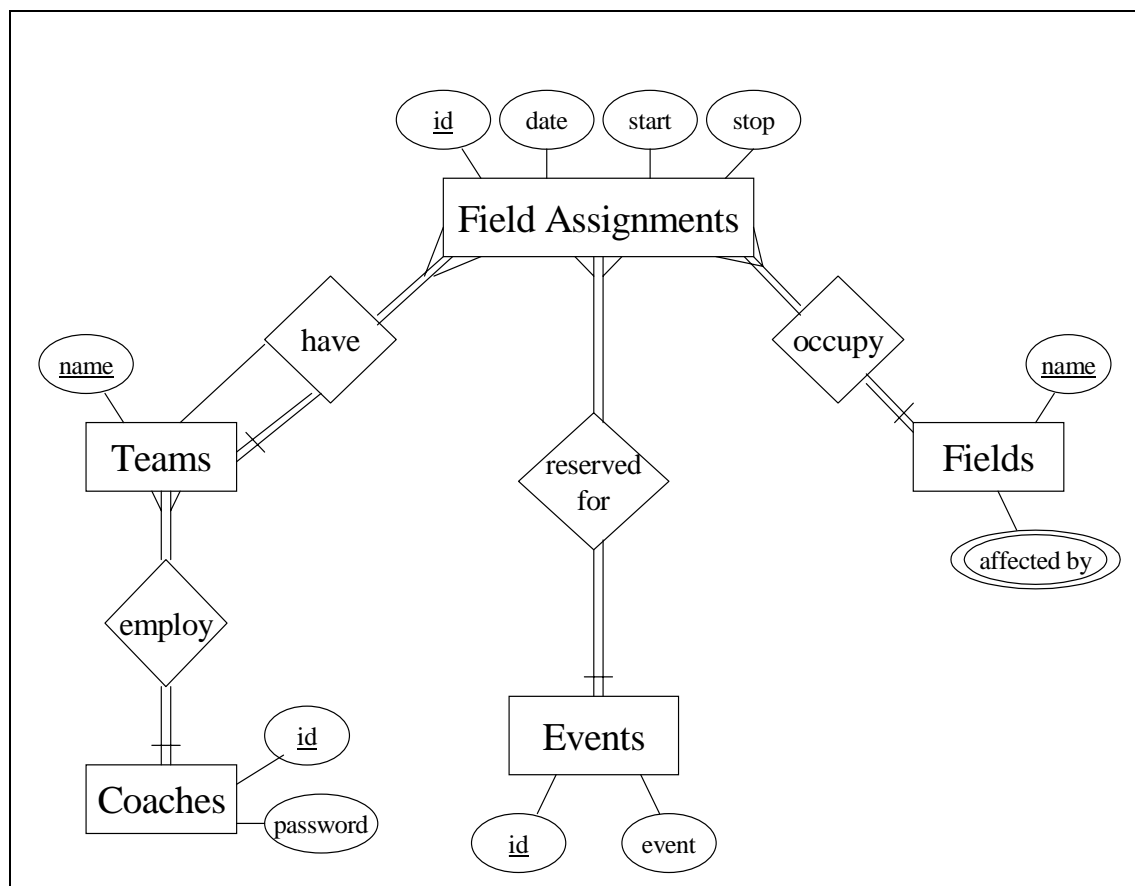 id
date
start
stop
Field Assignments
have
occupy
name
name
Teams
reserved
for
Fields
affected by
employ
id
Events
Coaches
password
id
event